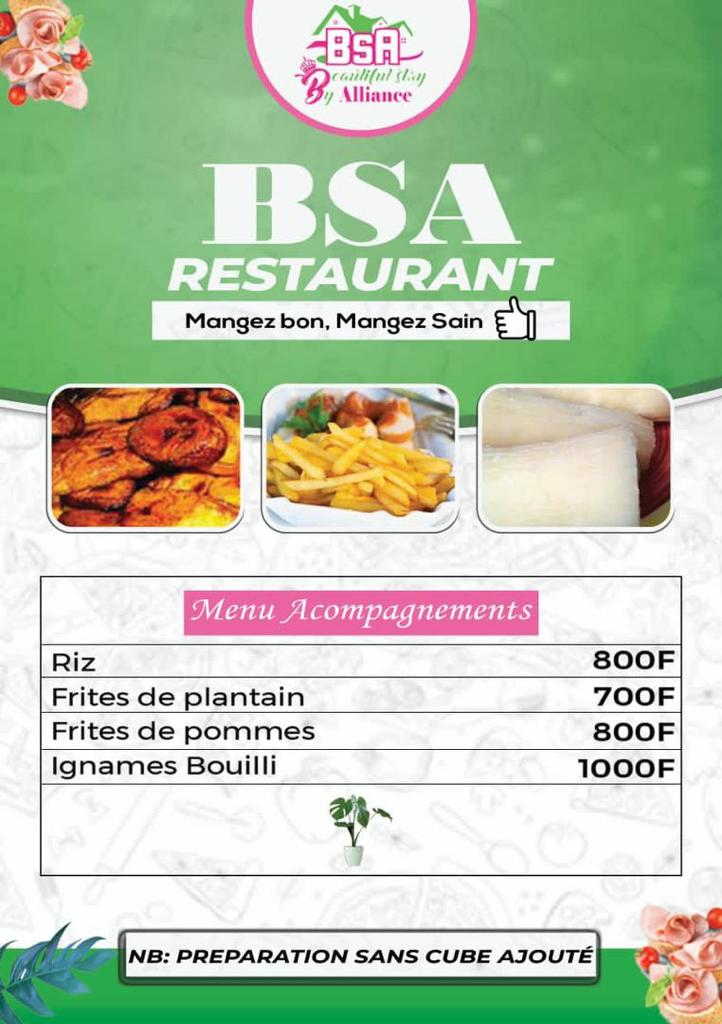 BSA
Beautiful stay
By Alliance
BSA
RESTAURANT
Mangez bon, Mangez Sain
Menu Acompagnements
Riz 800F
Frites de plantain 700F
Frites de pommes 800F
Ignames Bouilli 1000F
NB: PREPARATION SANS CUBE AJOUTÉ